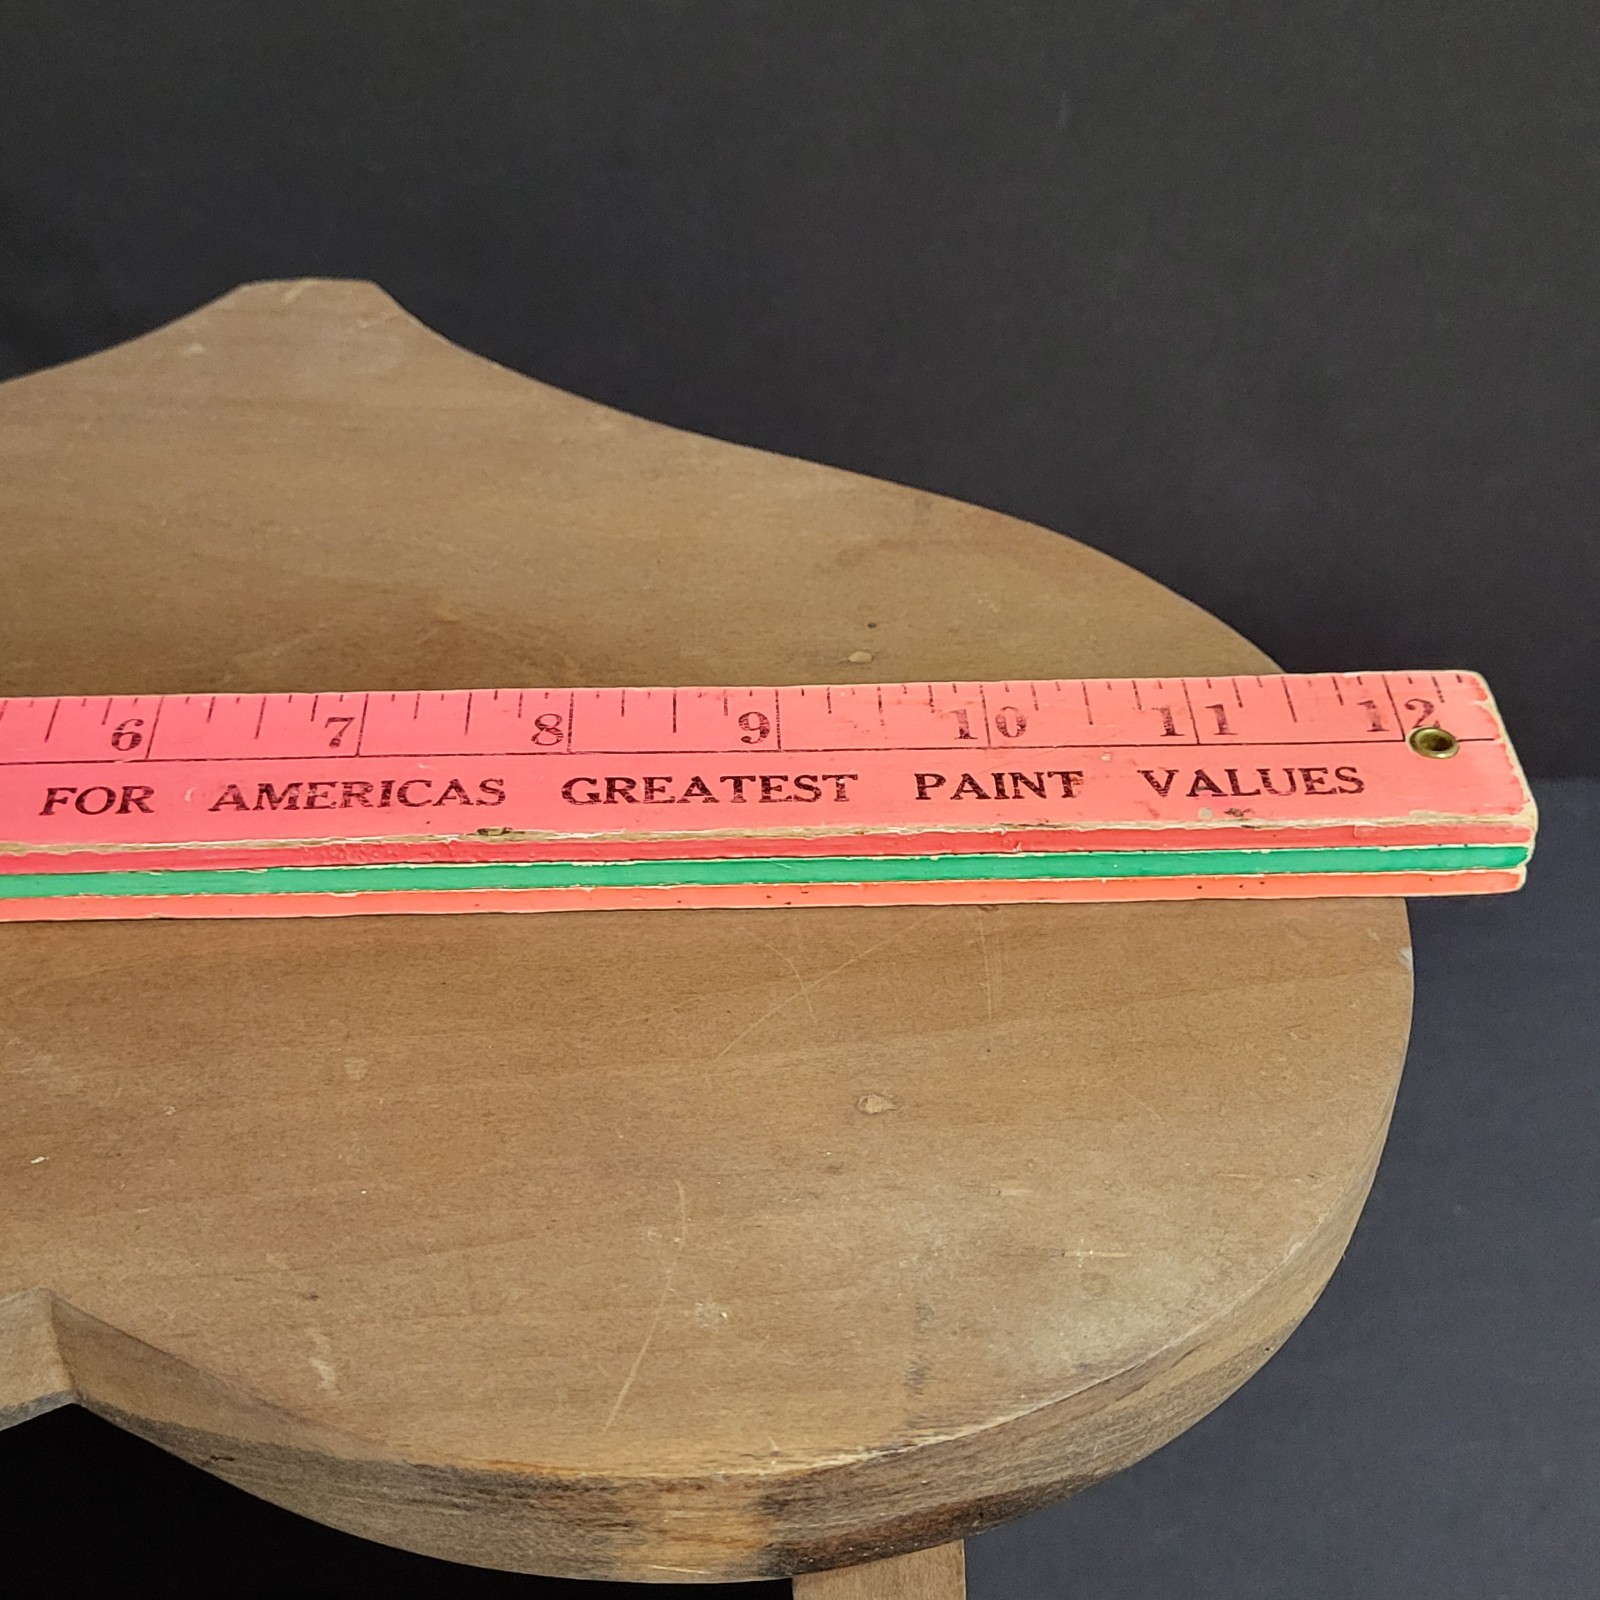 6 7 8 9 10 11 12
FOR AMERICAS GREATEST PAINT VALUES